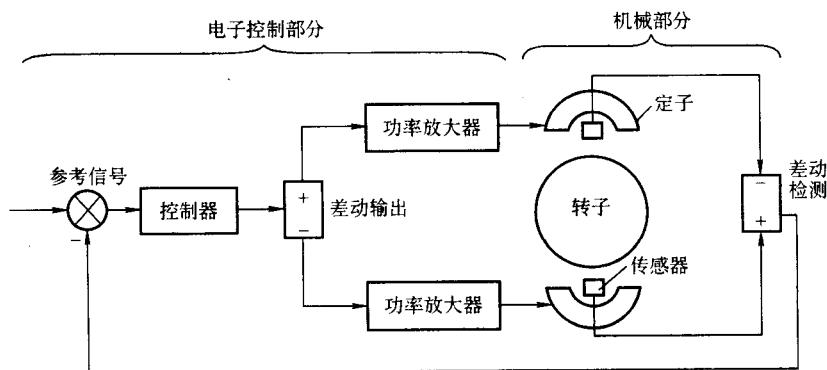 电子控制部分
机械部分
定子
功率放大器
参考信号
控制器
+
−
差动输出
转子
−
+
差动
检测
−
传感器
功率放大器